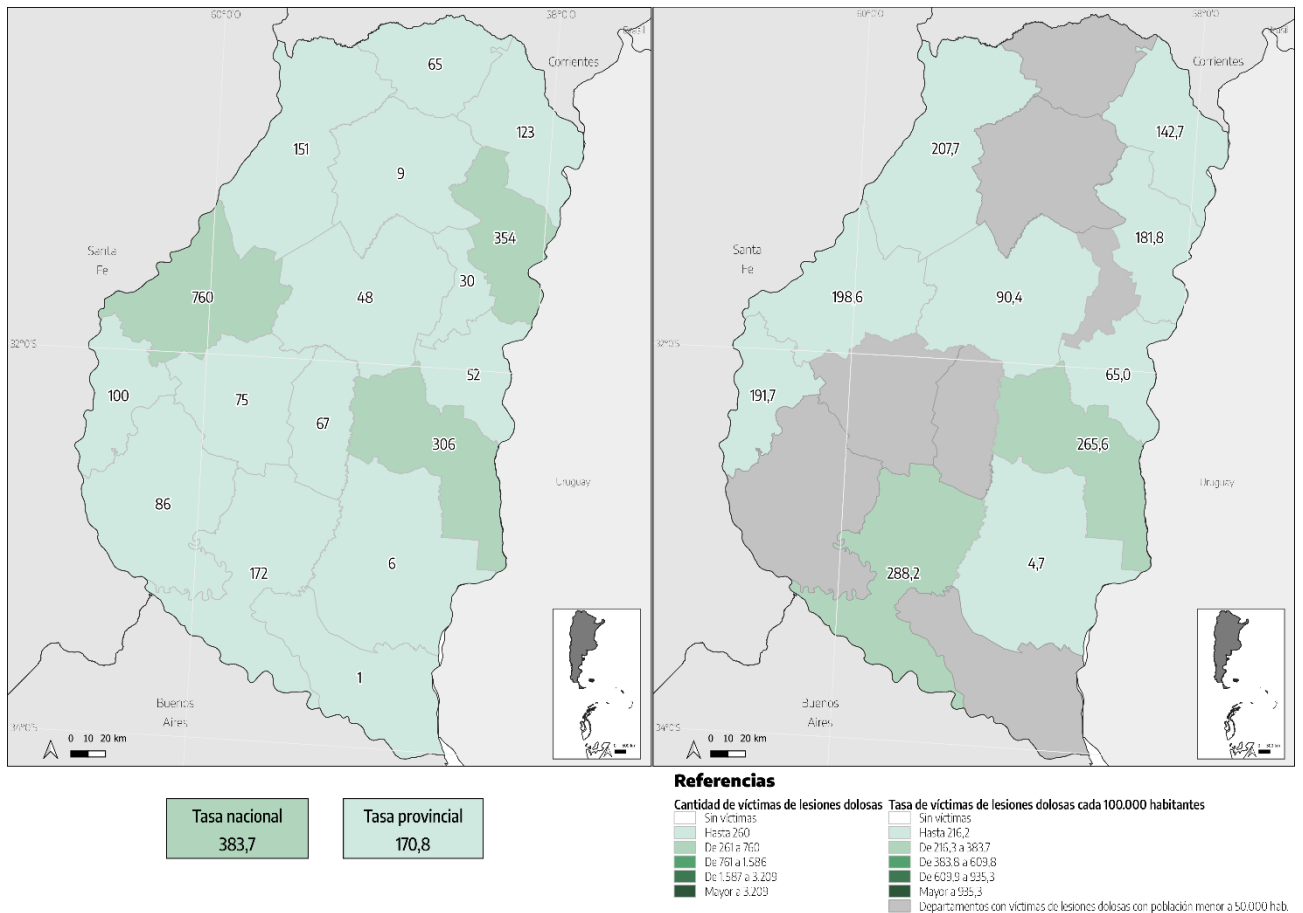 60°0'O
58°0'O
Corrientes
65
123
151
9
354
Santa
Fe
30
760
48
32°0'S
52
100
75
67
306
Uruguay
86
172
6
1
Buenos
Aires
34°0'S
0 10 20 km
60°0'O
58°0'O
Corrientes
142,7
207,7
181,8
Santa
Fe
198,6
90,4
32°0'S
65,0
191,7
265,6
Uruguay
288,2
4,7
Buenos
Aires
34°0'S
0 10 20 km
Tasa nacional
383,7
Tasa provincial
170,8
Referencias
Cantidad de víctimas de lesiones dolosas
Sin víctimas
Hasta 260
De 261 a 760
De 761 a 1.586
De 1.587 a 3.209
Mayor a 3.209
Tasa de víctimas de lesiones dolosas cada 100.000 habitantes
Sin víctimas
Hasta 216,2
De 216,3 a 383,7
De 383,8 a 609,8
De 609,9 a 935,3
Mayor a 935,3
Departamentos con víctimas de lesiones dolosas con población menor a 50.000 hab.